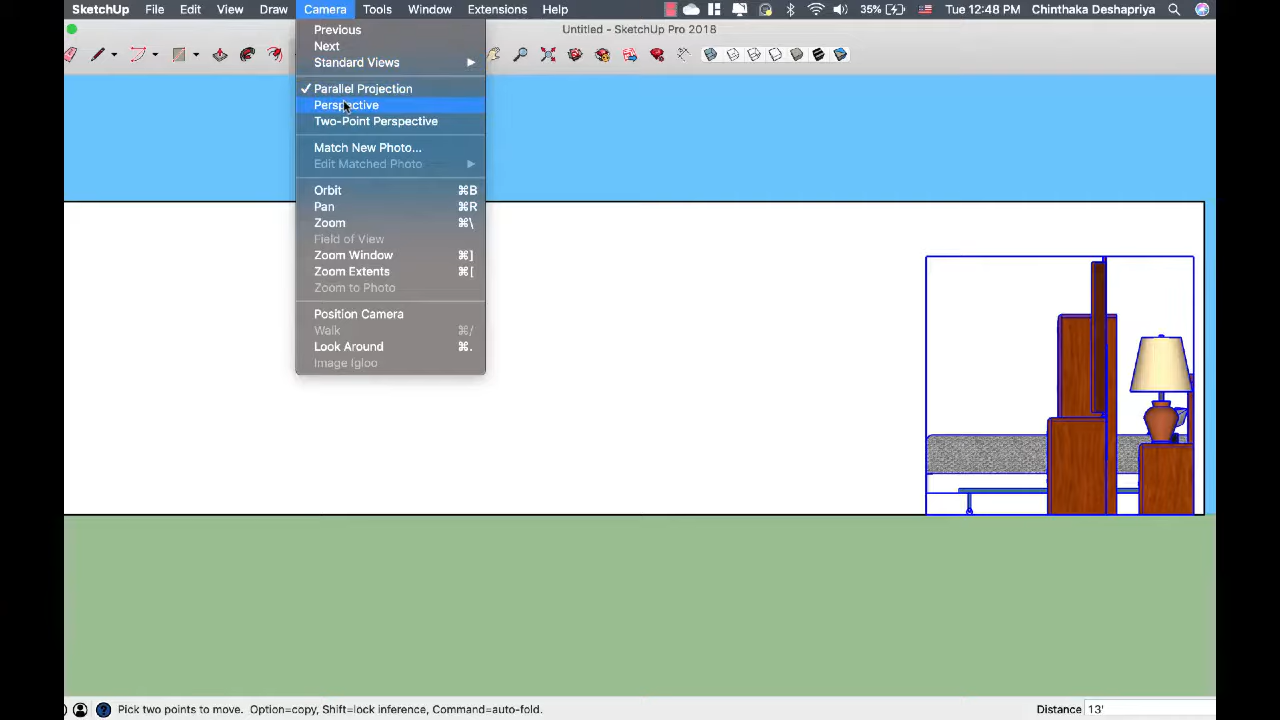 SketchUp File Edit View Draw Camera Tools Window Extensions Help 35% Tue 12:48 PM Chinthaka Deshapriya
Untitled - SketchUp Pro 2018
Previous
Next
Standard Views
✓ Parallel Projection
Perspective
Two-Point Perspective
Match New Photo...
Edit Matched Photo
Orbit ⌘B
Pan ⌘R
Zoom ⌘\
Field of View
Zoom Window ⌘]
Zoom Extents ⌘[
Zoom to Photo
Position Camera
Walk ⌘/
Look Around ⌘.
Image Igloo
Pick two points to move. Option=copy, Shift=lock inference, Command=auto-fold. Distance 13'